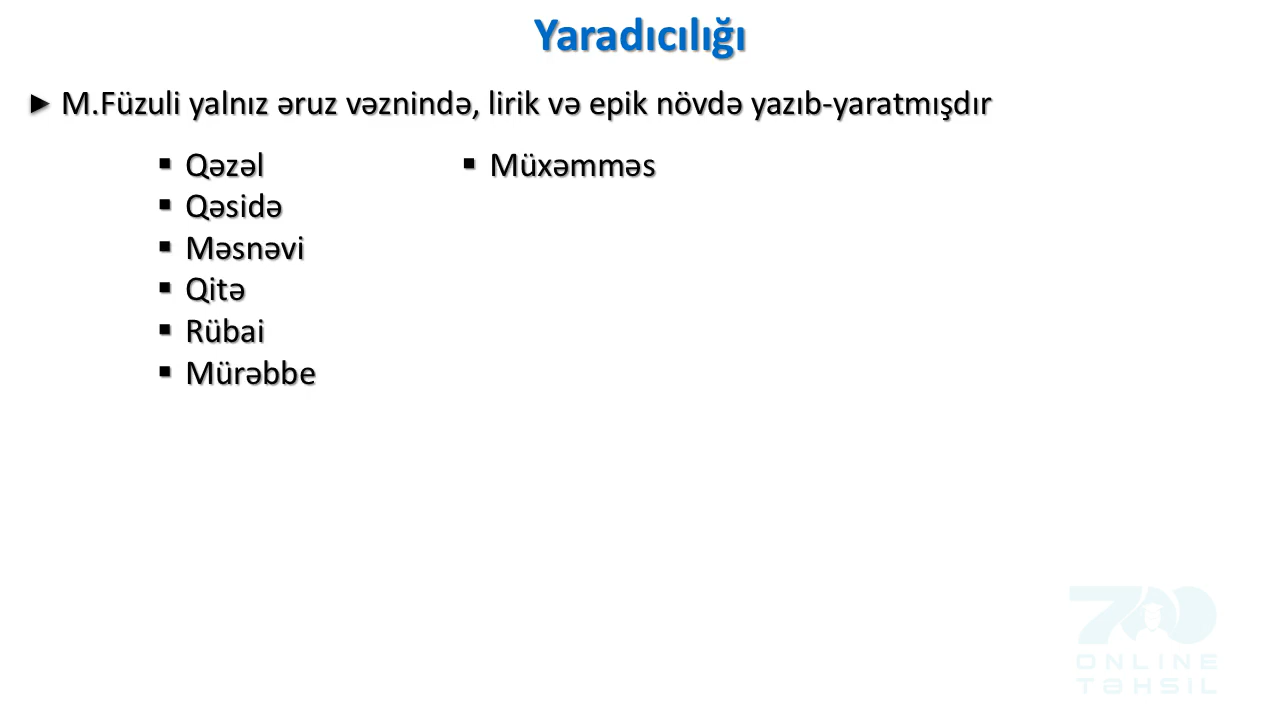 Yaradıcılığı
► M.Füzuli yalnız əruz vəznində, lirik və epik növdə yazıb-yaratmışdır
▪ Qəzəl
▪ Qəsidə
▪ Məsnəvi
▪ Qitə
▪ Rübai
▪ Mürəbbe
▪ Müxəmməs
700
ONLINE
TƏHSIL